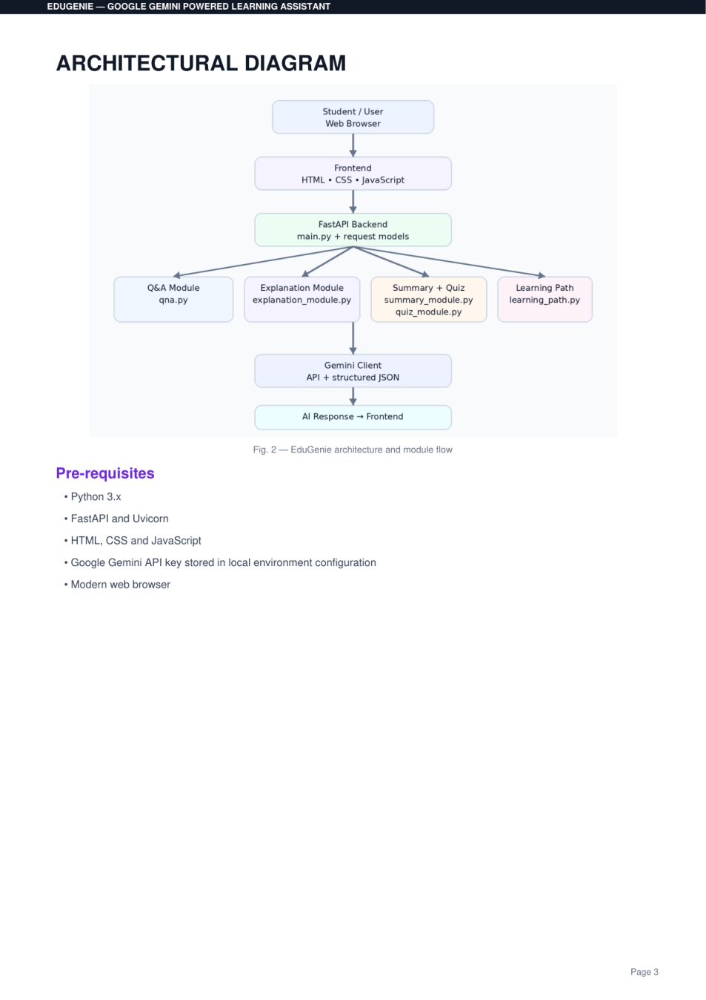 EDUGENIE — GOOGLE GEMINI POWERED LEARNING ASSISTANT
ARCHITECTURAL DIAGRAM
Student / User
Web Browser
Frontend
HTML • CSS • JavaScript
FastAPI Backend
main.py + request models
Q&A Module
qna.py
Explanation Module
explanation_module.py
Summary + Quiz
summary_module.py
quiz_module.py
Learning Path
learning_path.py
Gemini Client
API + structured JSON
AI Response → Frontend
Fig. 2 — EduGenie architecture and module flow
Pre-requisites
• Python 3.x
• FastAPI and Uvicorn
• HTML, CSS and JavaScript
• Google Gemini API key stored in local environment configuration
• Modern web browser
Page 3